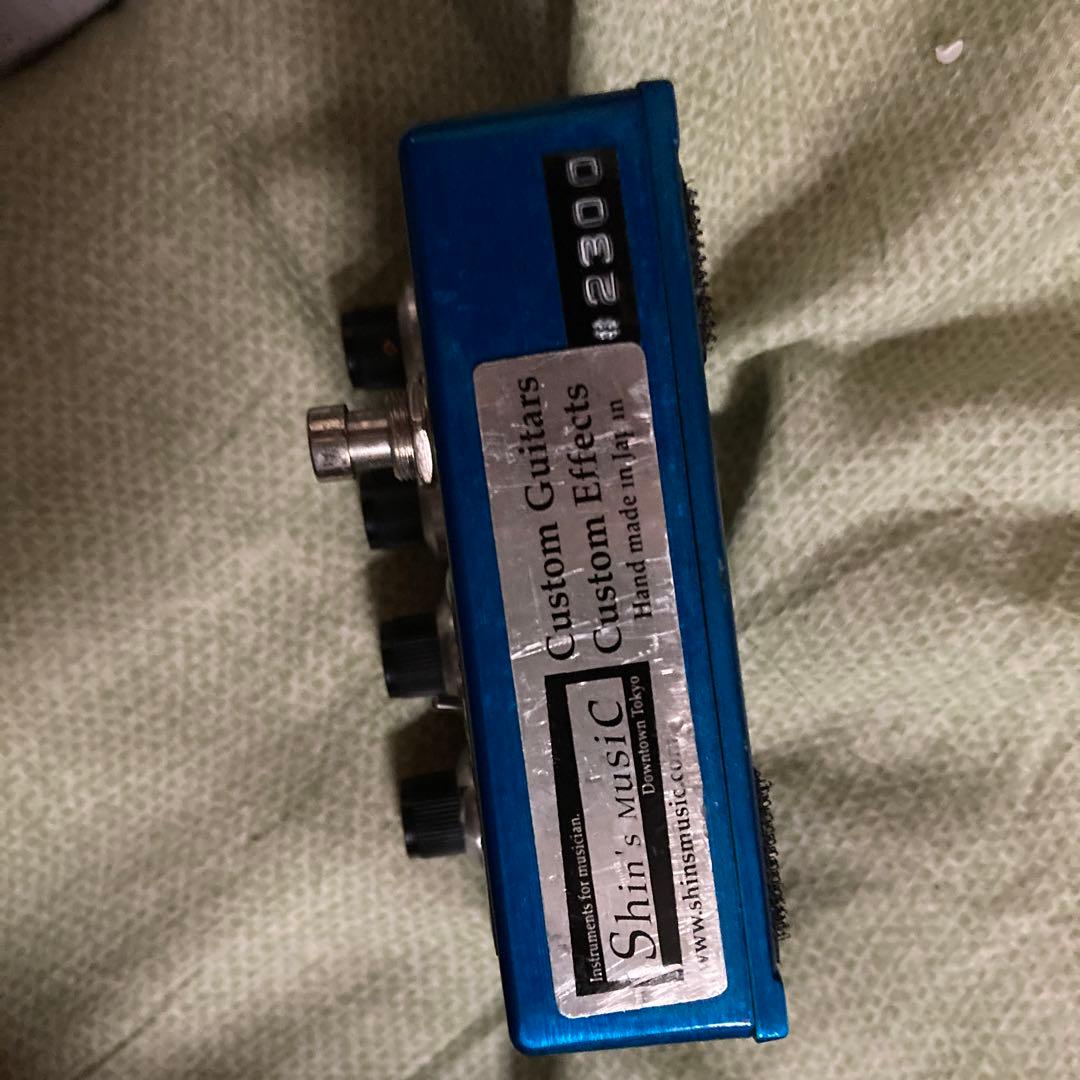 #2300
Custom Guitars
Custom Effects
Hand made in Japan
Instruments for musician.
Shin's MusiC
Downtown Tokyo
www.shinsmusic.com